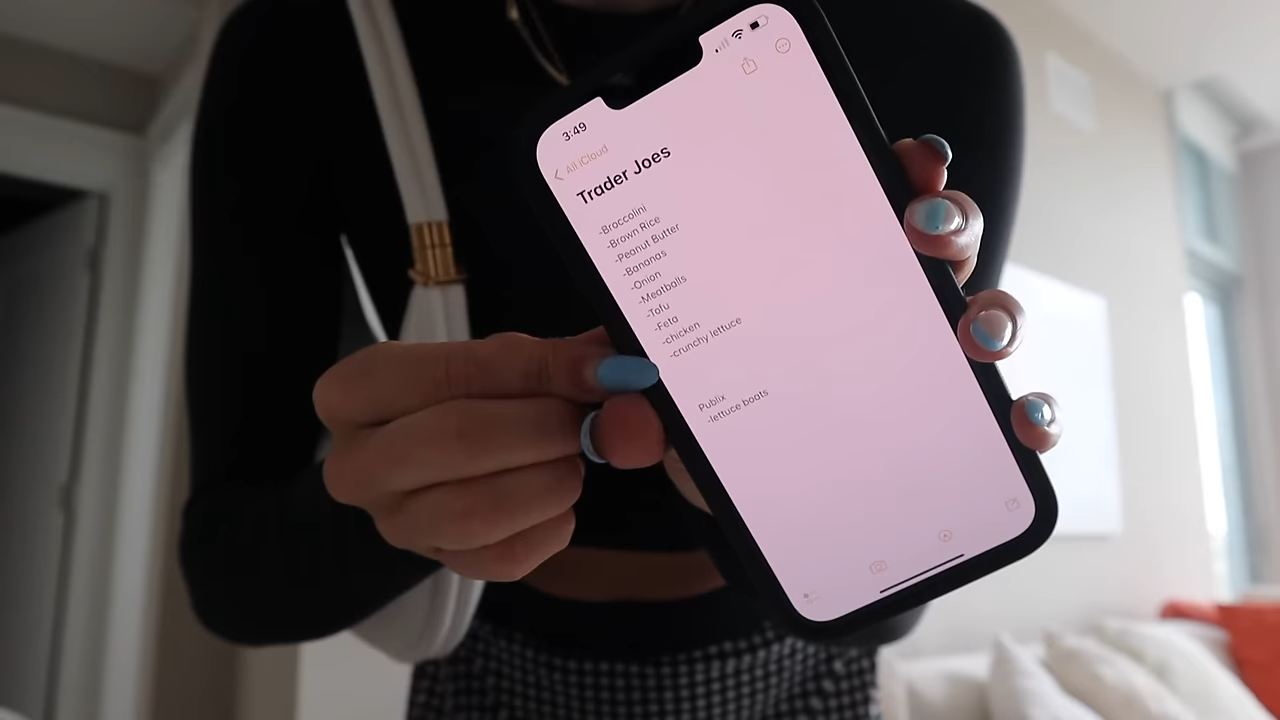 3:49
All iCloud
Trader Joes
-Broccolini
-Brown Rice
-Peanut Butter
-Bananas
-Onion
-Meatballs
-Tofu
-Feta
-chicken
-crunchy lettuce
Publix
-lettuce boats